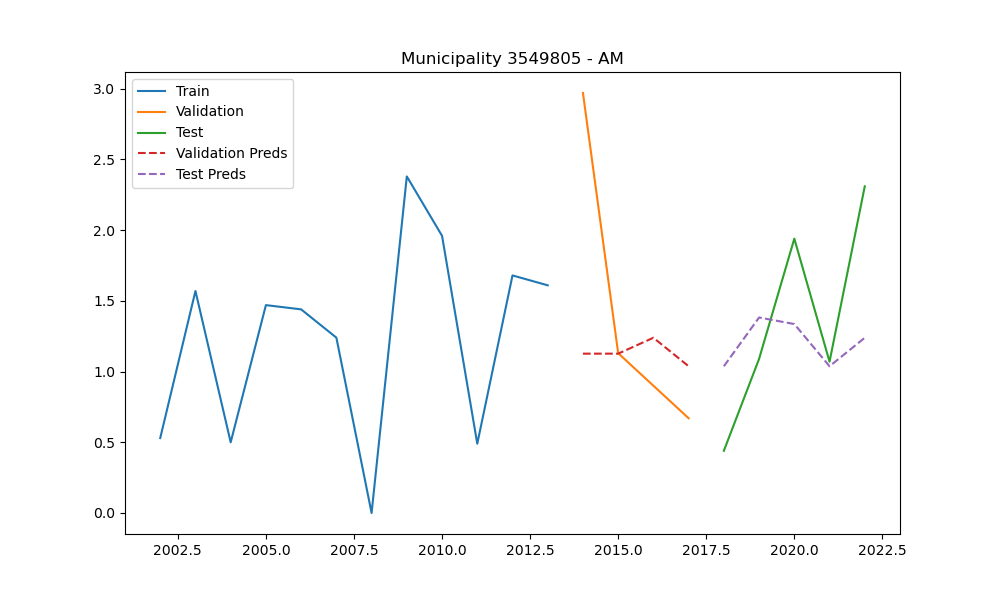 Municipality 3549805 - AM
Train
Validation
Test
Validation Preds
Test Preds
3.0
2.5
2.0
1.5
1.0
0.5
0.0
2002.5 2005.0 2007.5 2010.0 2012.5 2015.0 2017.5 2020.0 2022.5